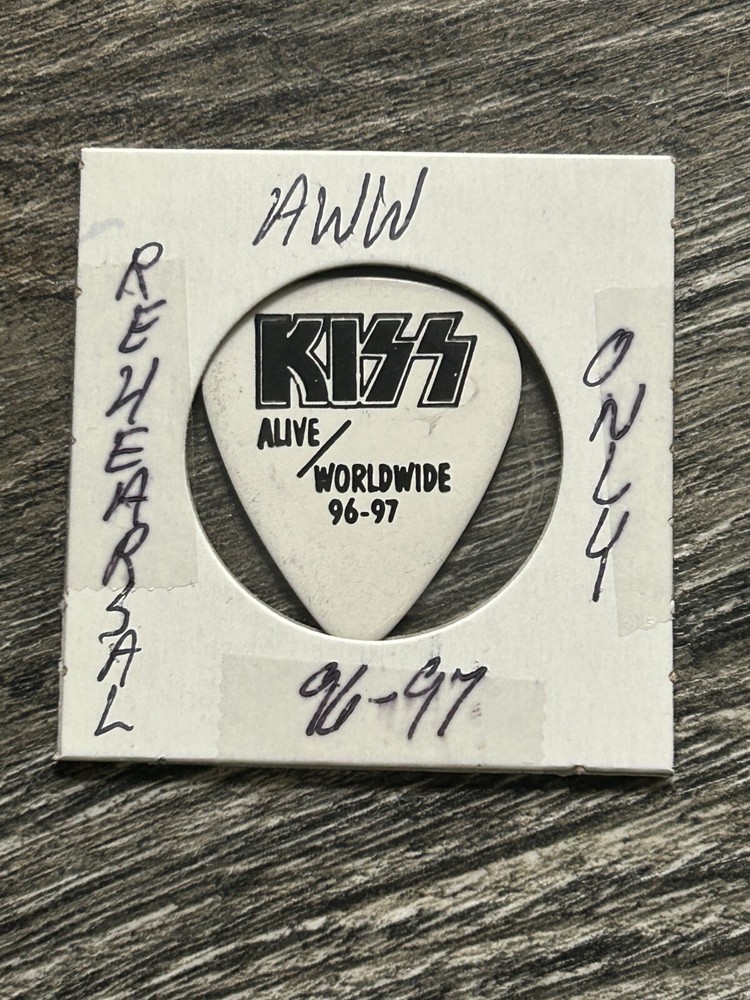 AWW
REHEARSAL
KISS
ALIVE/
WORLDWIDE
96-97
ONLY
96-97